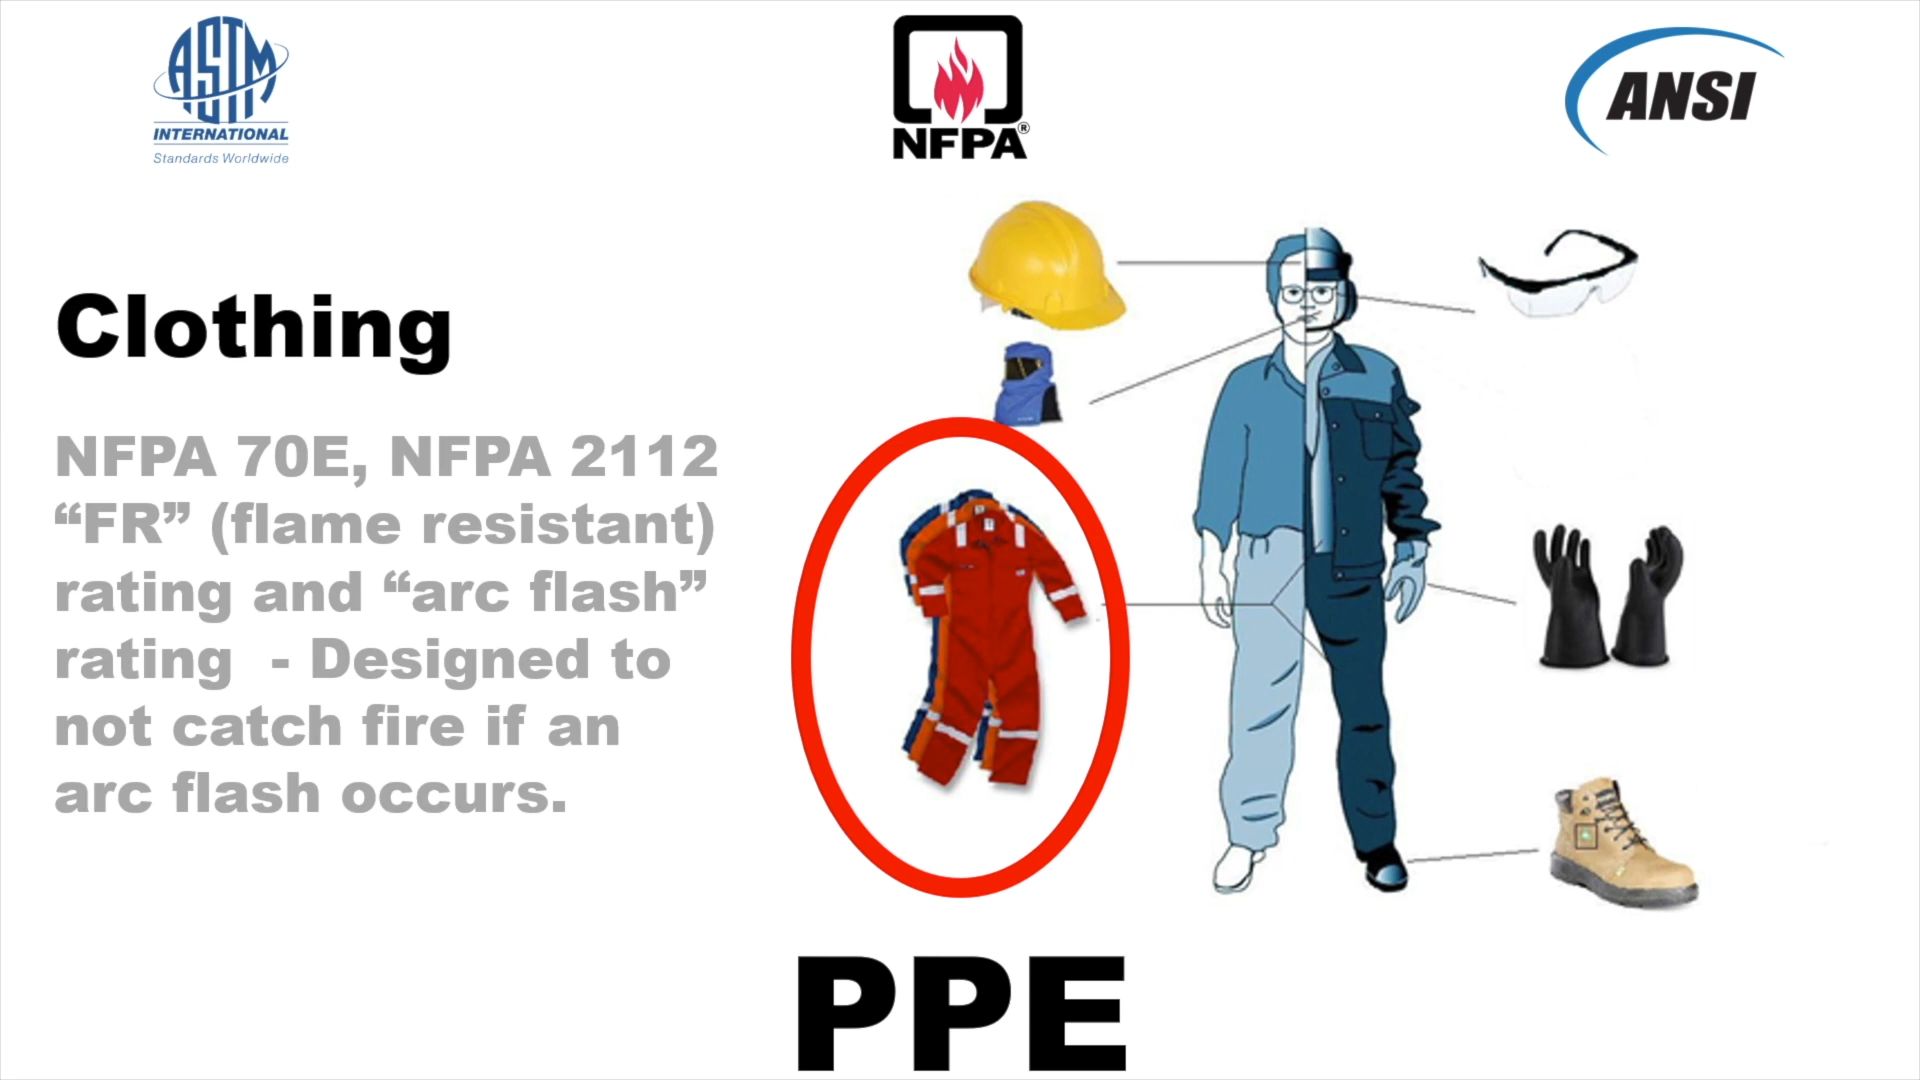 ASTM
INTERNATIONAL
Standards Worldwide
NFPA®
ANSI
Clothing
NFPA 70E, NFPA 2112
“FR” (flame resistant)
rating and “arc flash”
rating - Designed to
not catch fire if an
arc flash occurs.
PPE